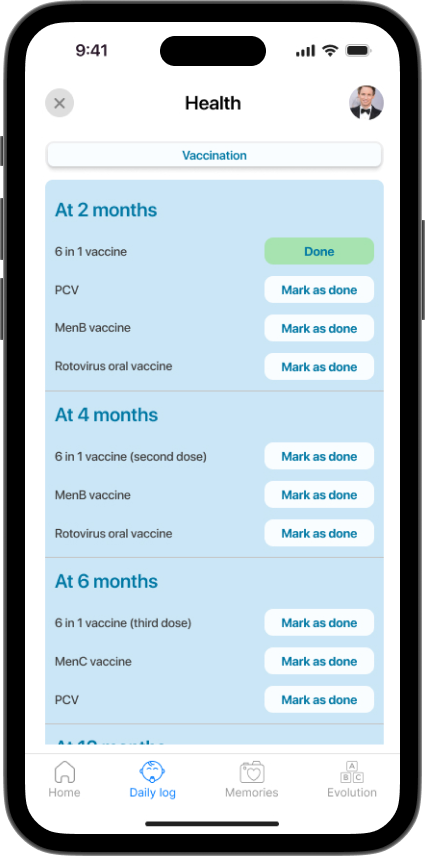 9:41
Health
Vaccination
At 2 months
6 in 1 vaccine Done
PCV Mark as done
MenB vaccine Mark as done
Rotovirus oral vaccine Mark as done
At 4 months
6 in 1 vaccine (second dose) Mark as done
MenB vaccine Mark as done
Rotovirus oral vaccine Mark as done
At 6 months
6 in 1 vaccine (third dose) Mark as done
MenC vaccine Mark as done
PCV Mark as done
A
B C
Home Daily log Memories Evolution